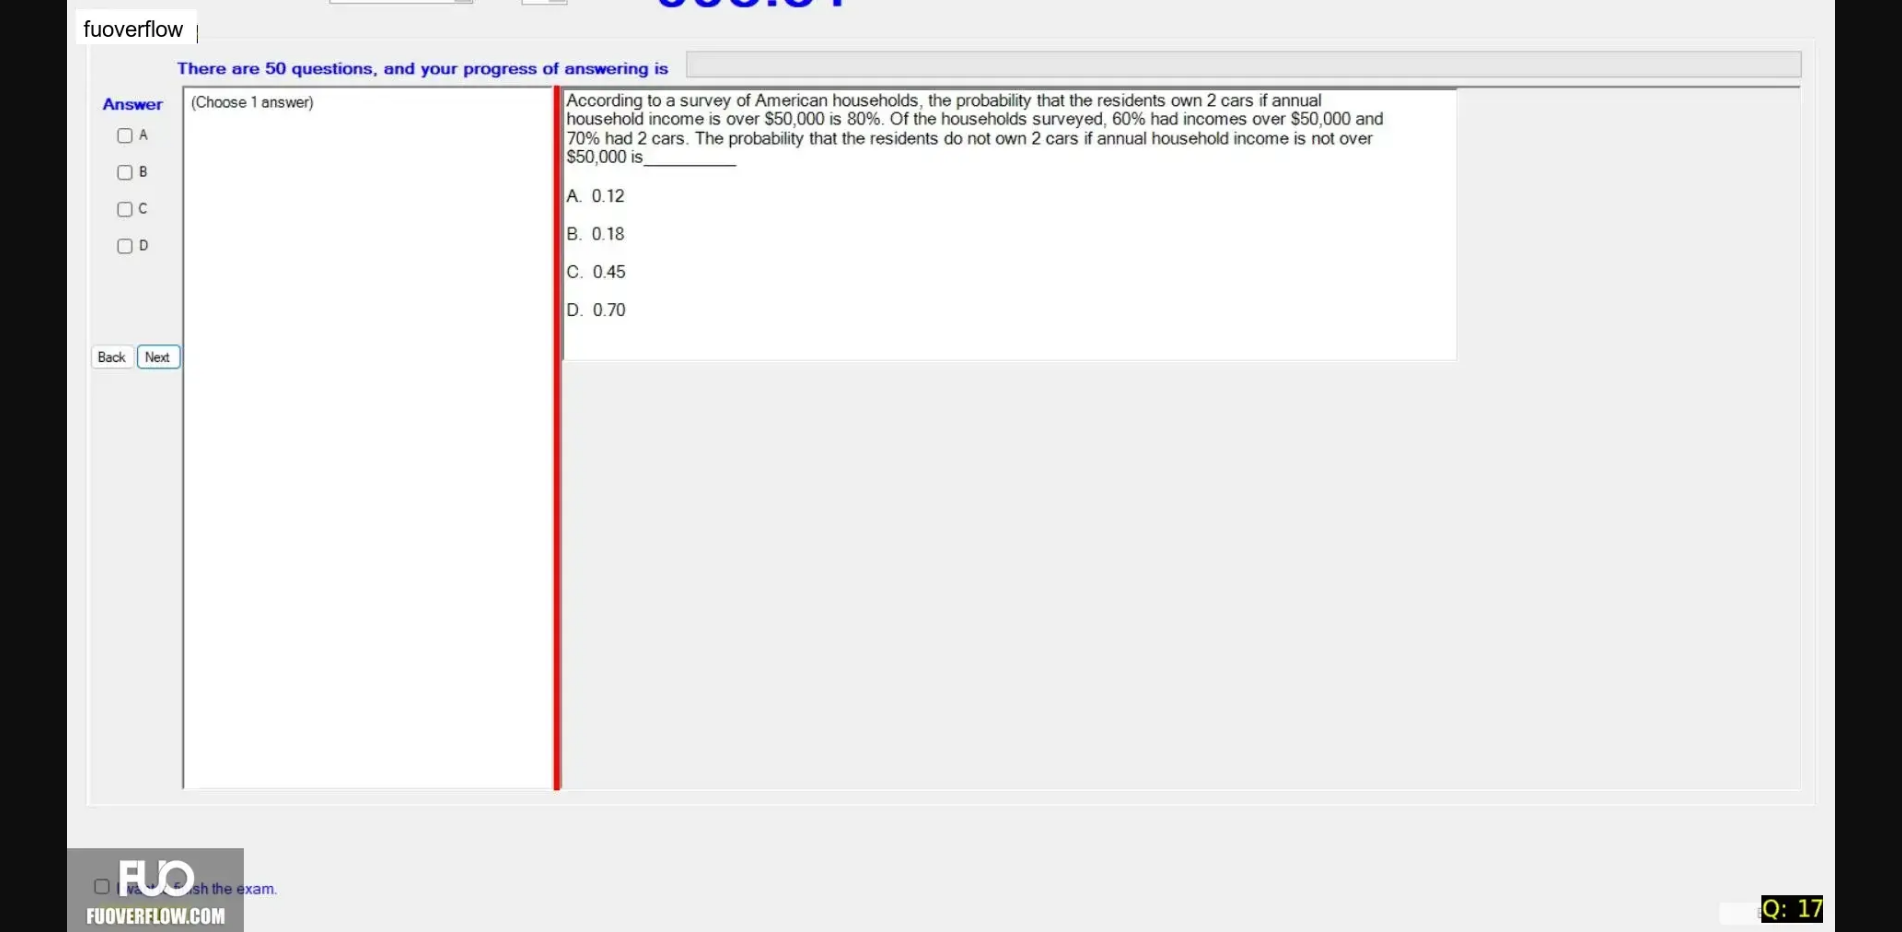 fuoverflow
There are 50 questions, and your progress of answering is
Answer
(Choose 1 answer)
A
B
C
D
Back
Next
According to a survey of American households, the probability that the residents own 2 cars if annual
household income is over $50,000 is 80%. Of the households surveyed, 60% had incomes over $50,000 and
70% had 2 cars. The probability that the residents do not own 2 cars if annual household income is not over
$50,000 is__________
A. 0.12
B. 0.18
C. 0.45
D. 0.70
FUO
I want finish the exam.
FUOVERFLOW.COM
Q: 17